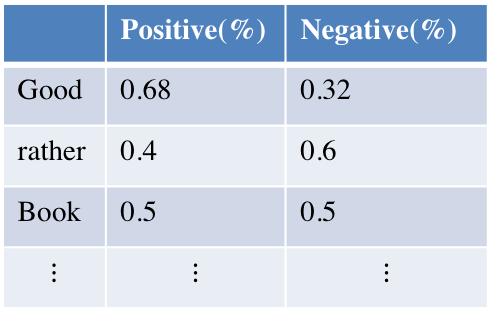 Positive(%) Negative(%)
Good 0.68 0.32
rather 0.4 0.6
Book 0.5 0.5
⋮ ⋮ ⋮